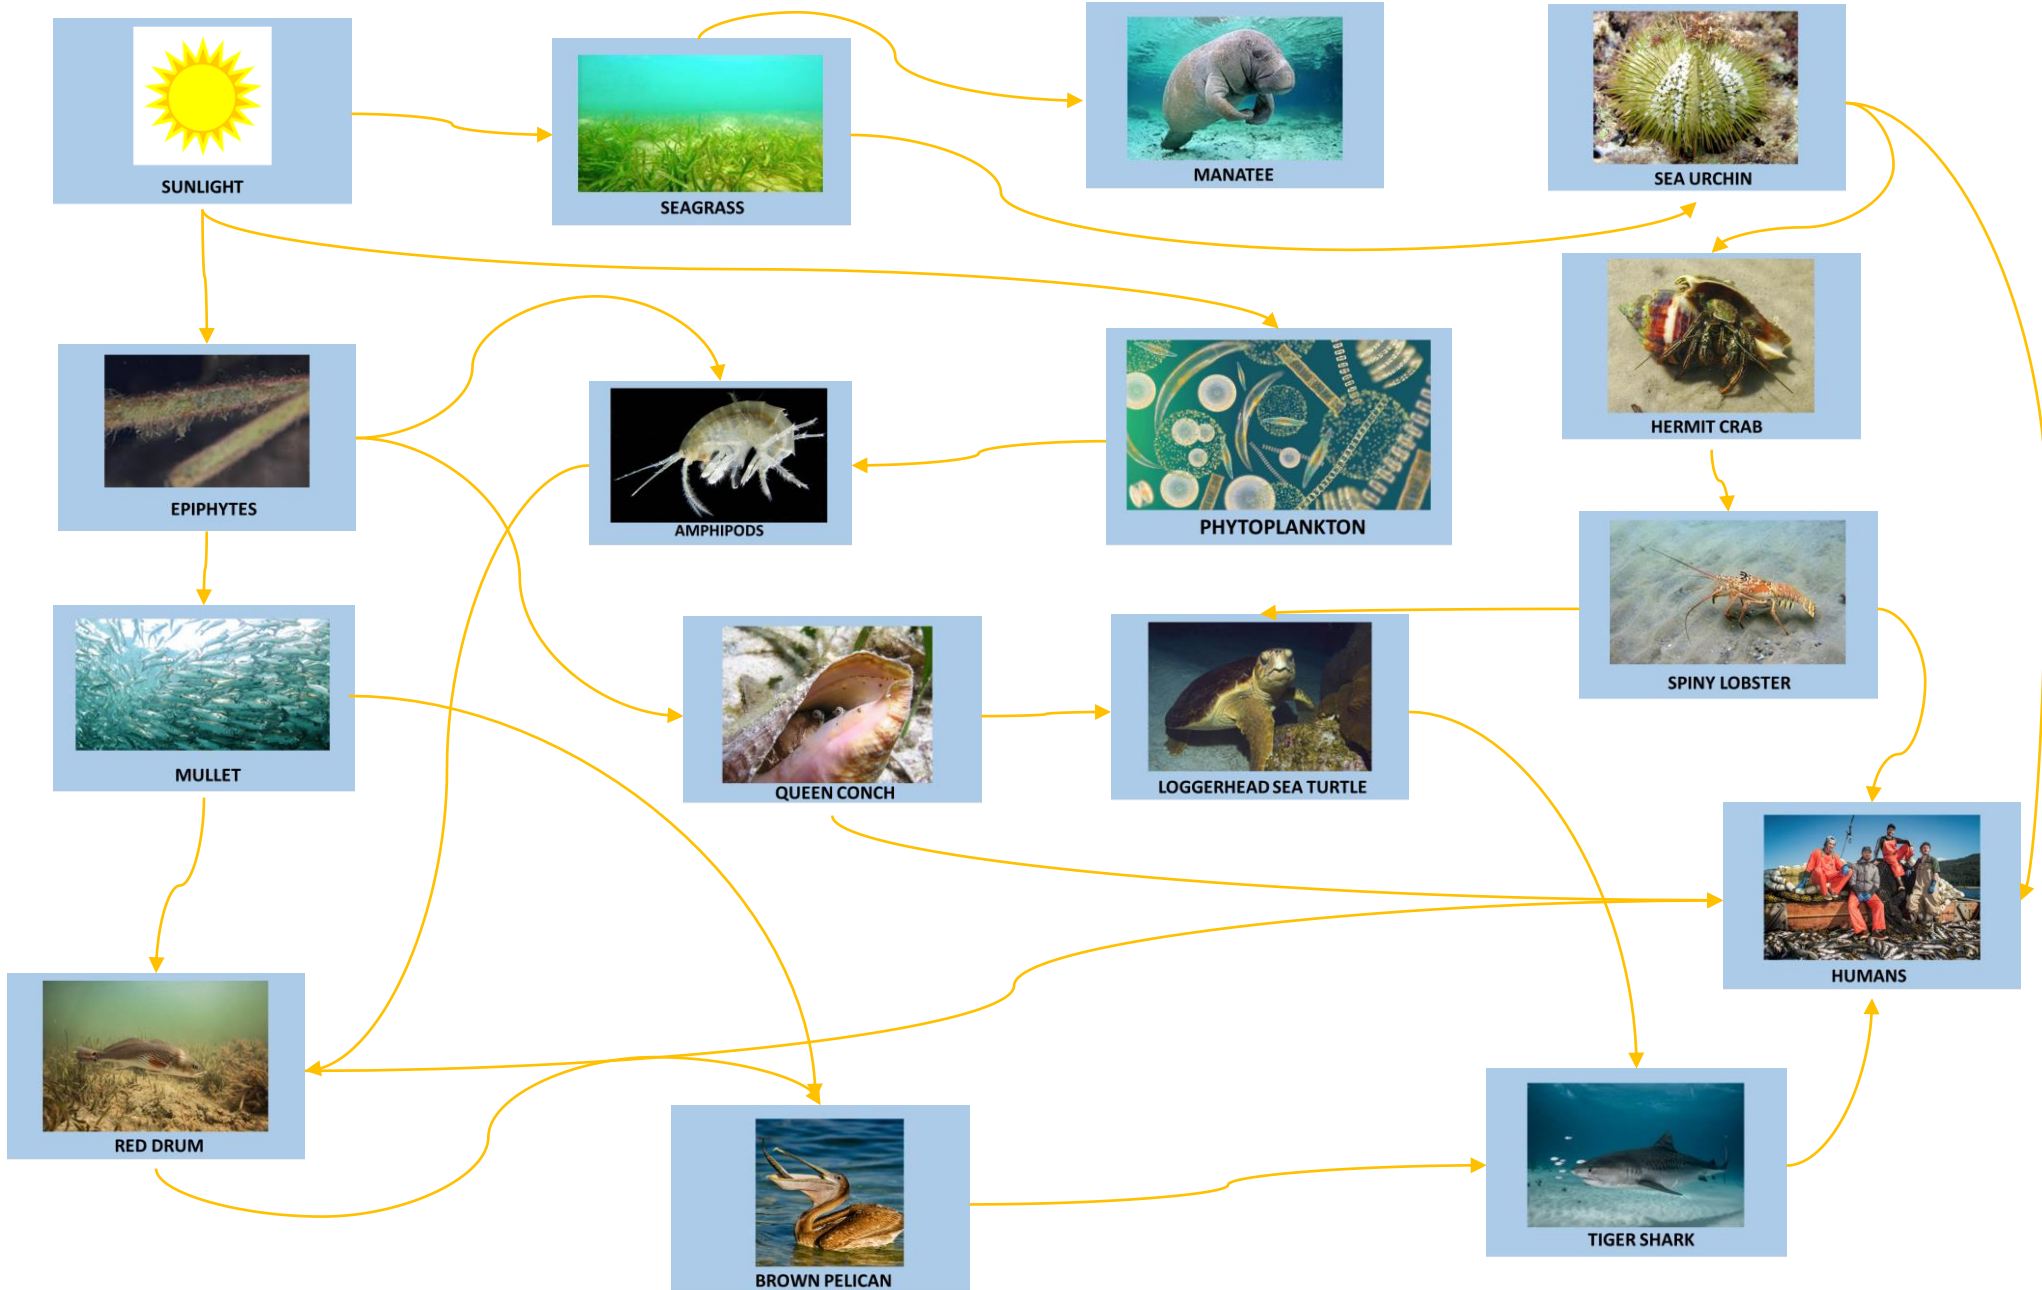 SUNLIGHT
SEAGRASS
MANATEE
SEA URCHIN
HERMIT CRAB
EPIPHYTES
AMPHIPODS
PHYTOPLANKTON
SPINY LOBSTER
MULLET
QUEEN CONCH
LOGGERHEAD SEA TURTLE
HUMANS
RED DRUM
BROWN PELICAN
TIGER SHARK